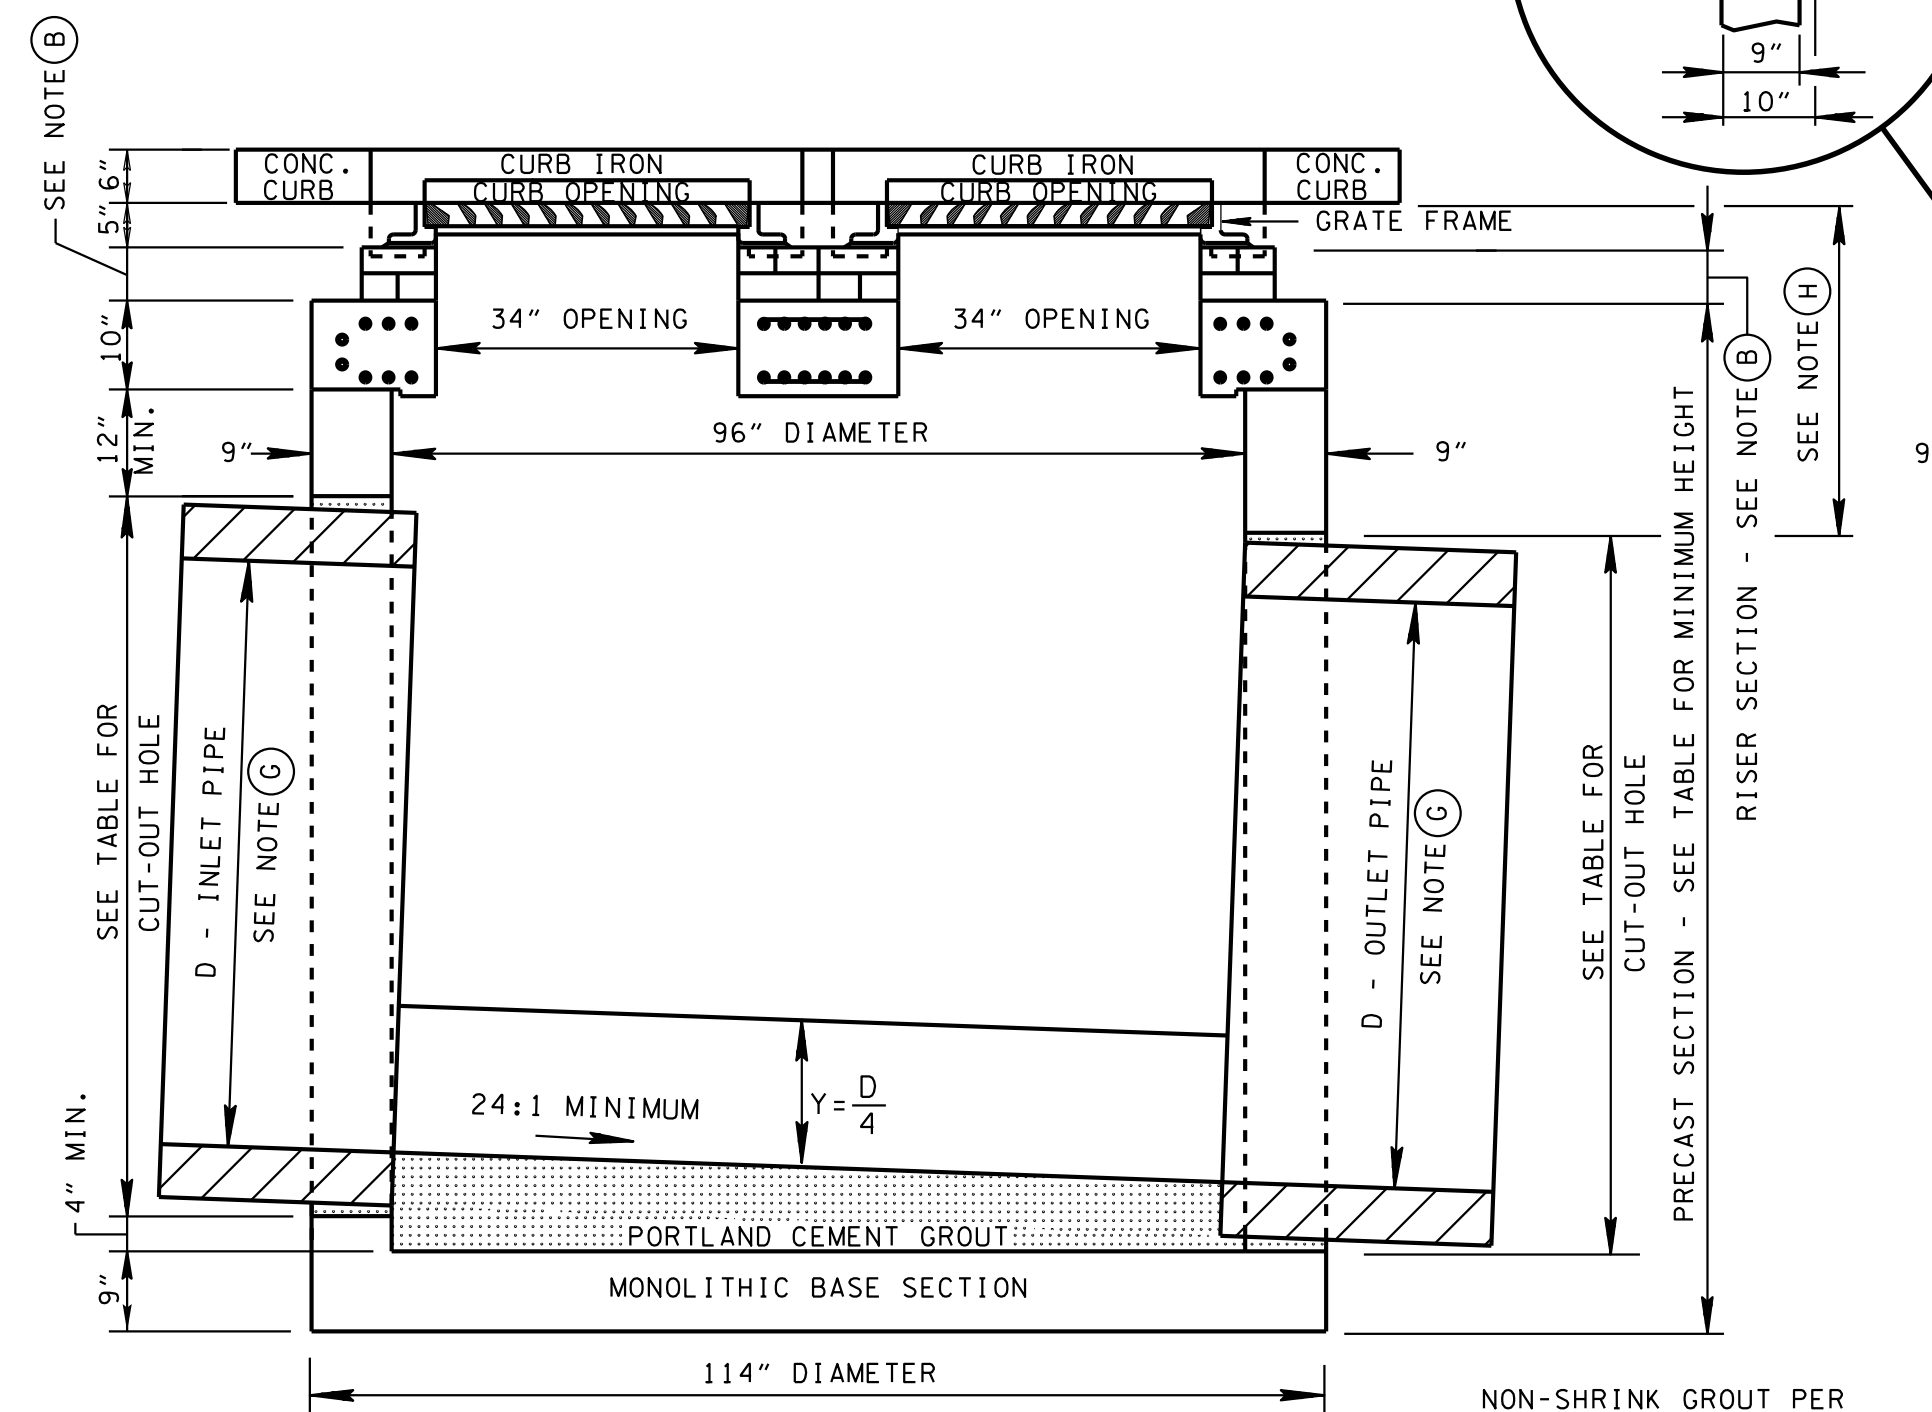 9"
10"
SEE NOTE B
6"
5"
CONC.
CURB
CURB IRON
CURB OPENING
CURB IRON
CURB OPENING
CONC.
CURB
GRATE FRAME
34" OPENING
34" OPENING
10"
12"
MIN.
9"
96" DIAMETER
9"
9
SEE NOTE H
SEE TABLE FOR
CUT-OUT HOLE
D - INLET PIPE
SEE NOTE G
D - OUTLET PIPE
SEE NOTE G
SEE TABLE FOR
CUT-OUT HOLE
PRECAST SECTION - SEE TABLE FOR MINIMUM HEIGHT
RISER SECTION - SEE NOTE B
24:1 MINIMUM
Y=D/4
4" MIN.
9"
PORTLAND CEMENT GROUT
MONOLITHIC BASE SECTION
114" DIAMETER
NON-SHRINK GROUT PER